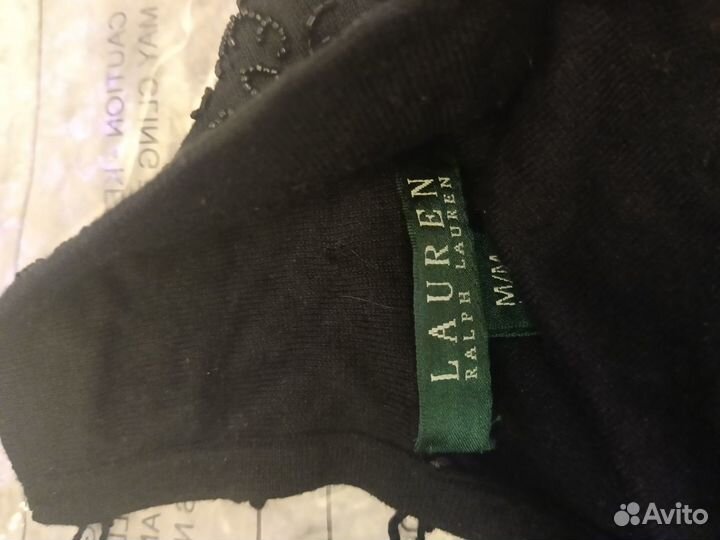 LAUREN
RALPH LAUREN
M/M
MAY CLING
CAUTION
Avito